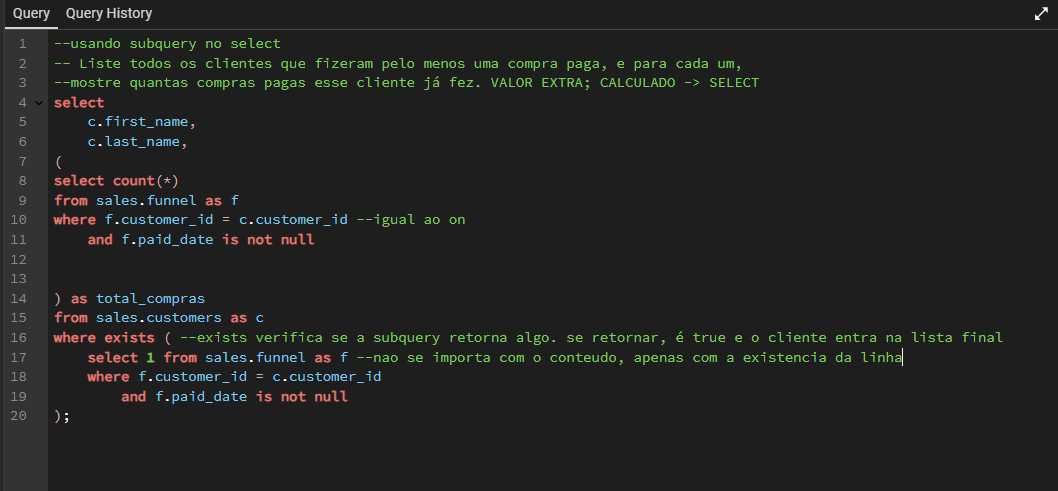 Query Query History
1 --usando subquery no select
2 -- Liste todos os clientes que fizeram pelo menos uma compra paga, e para cada um,
3 --mostre quantas compras pagas esse cliente já fez. VALOR EXTRA; CALCULADO -> SELECT
4 select
5 c.first_name,
6 c.last_name,
7 (
8 select count(*)
9 from sales.funnel as f
10 where f.customer_id = c.customer_id --igual ao on
11 and f.paid_date is not null
12
13
14 ) as total_compras
15 from sales.customers as c
16 where exists ( --exists verifica se a subquery retorna algo. se retornar, é true e o cliente entra na lista final
17 select 1 from sales.funnel as f --nao se importa com o conteudo, apenas com a existencia da linha
18 where f.customer_id = c.customer_id
19 and f.paid_date is not null
20 );